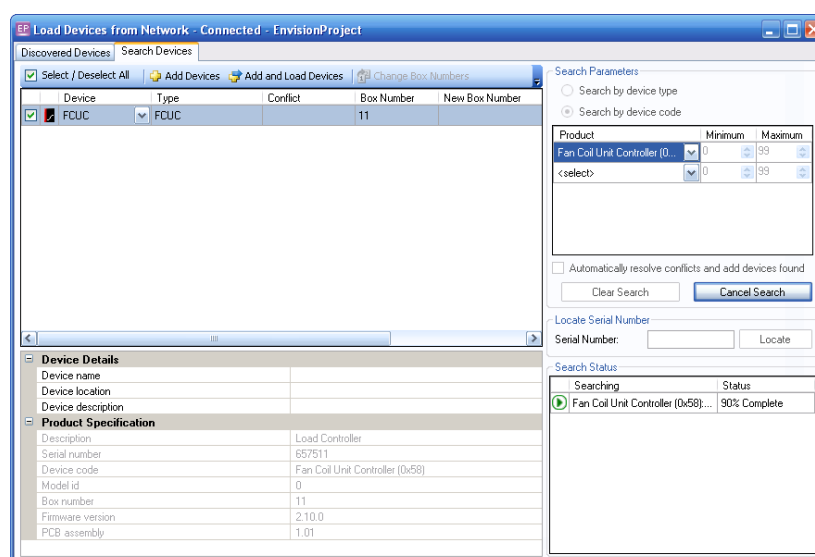 EP Load Devices from Network - Connected - EnvisionProject
Discovered Devices Search Devices
Select / Deselect All Add Devices Add and Load Devices Change Box Numbers
Device Type Conflict Box Number New Box Number
FCUC FCUC 11
Search Parameters
Search by device type
Search by device code
Product Minimum Maximum
Fan Coil Unit Controller (0... 0 99
<select> 0 99
Automatically resolve conflicts and add devices found
Clear Search Cancel Search
Locate Serial Number
Serial Number: Locate
Search Status
Searching Status
Fan Coil Unit Controller (0x58):... 90% Complete
Device Details
Device name
Device location
Device description
Product Specification
Description Load Controller
Serial number 657511
Device code Fan Coil Unit Controller (0x58)
Model id 0
Box number 11
Firmware version 2.10.0
PCB assembly 1.01